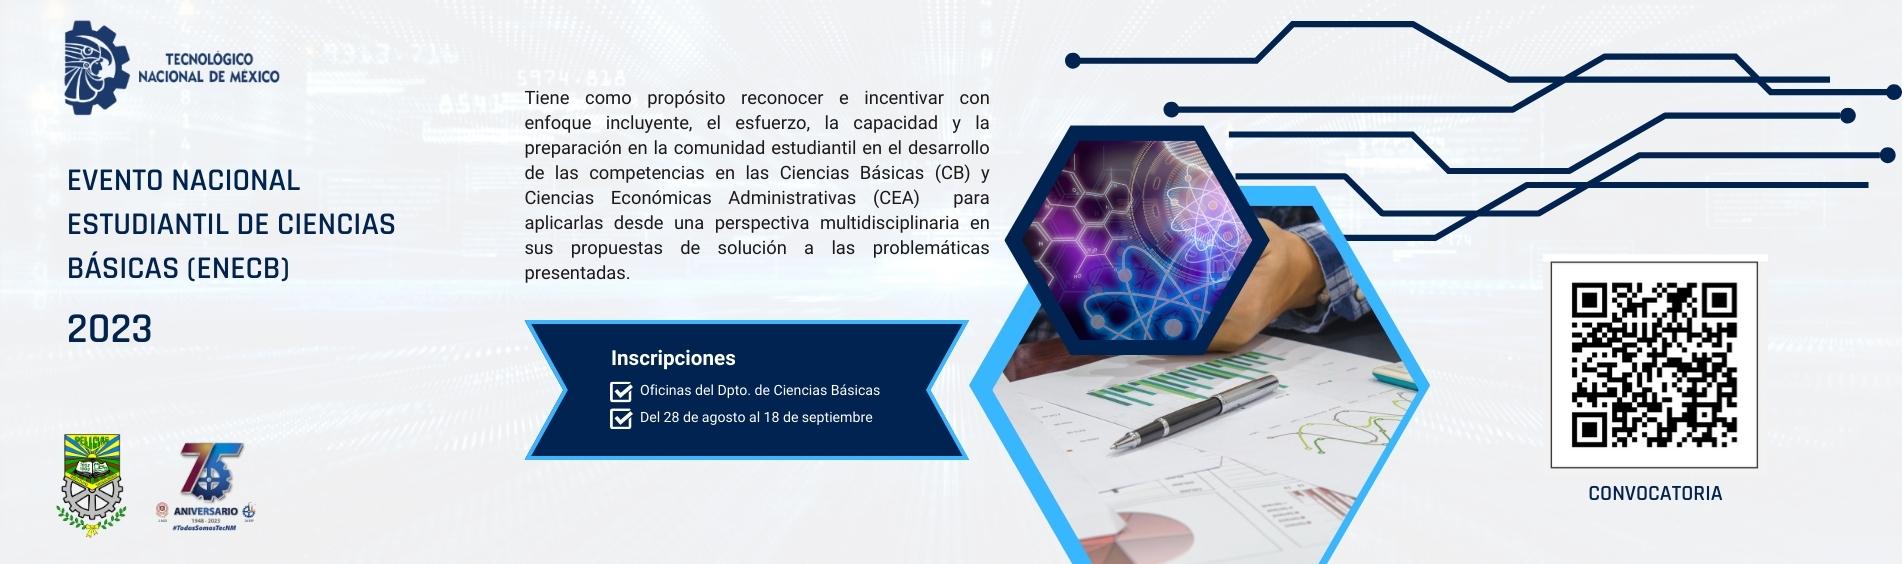 TECNOLÓGICO
NACIONAL DE MÉXICO
EVENTO NACIONAL
ESTUDIANTIL DE CIENCIAS
BÁSICAS (ENECB)
2023
Tiene como propósito reconocer e incentivar con
enfoque incluyente, el esfuerzo, la capacidad y la
preparación en la comunidad estudiantil en el desarrollo
de las competencias en las Ciencias Básicas (CB) y
Ciencias Económicas Administrativas (CEA) para
aplicarlas desde una perspectiva multidisciplinaria en
sus propuestas de solución a las problemáticas
presentadas.
Inscripciones
Oficinas del Dpto. de Ciencias Básicas
Del 28 de agosto al 18 de septiembre
DELICIAS
75
ANIVERSARIO
1948 - 2023
#TodosSomosTecNM
CONVOCATORIA
5974.818